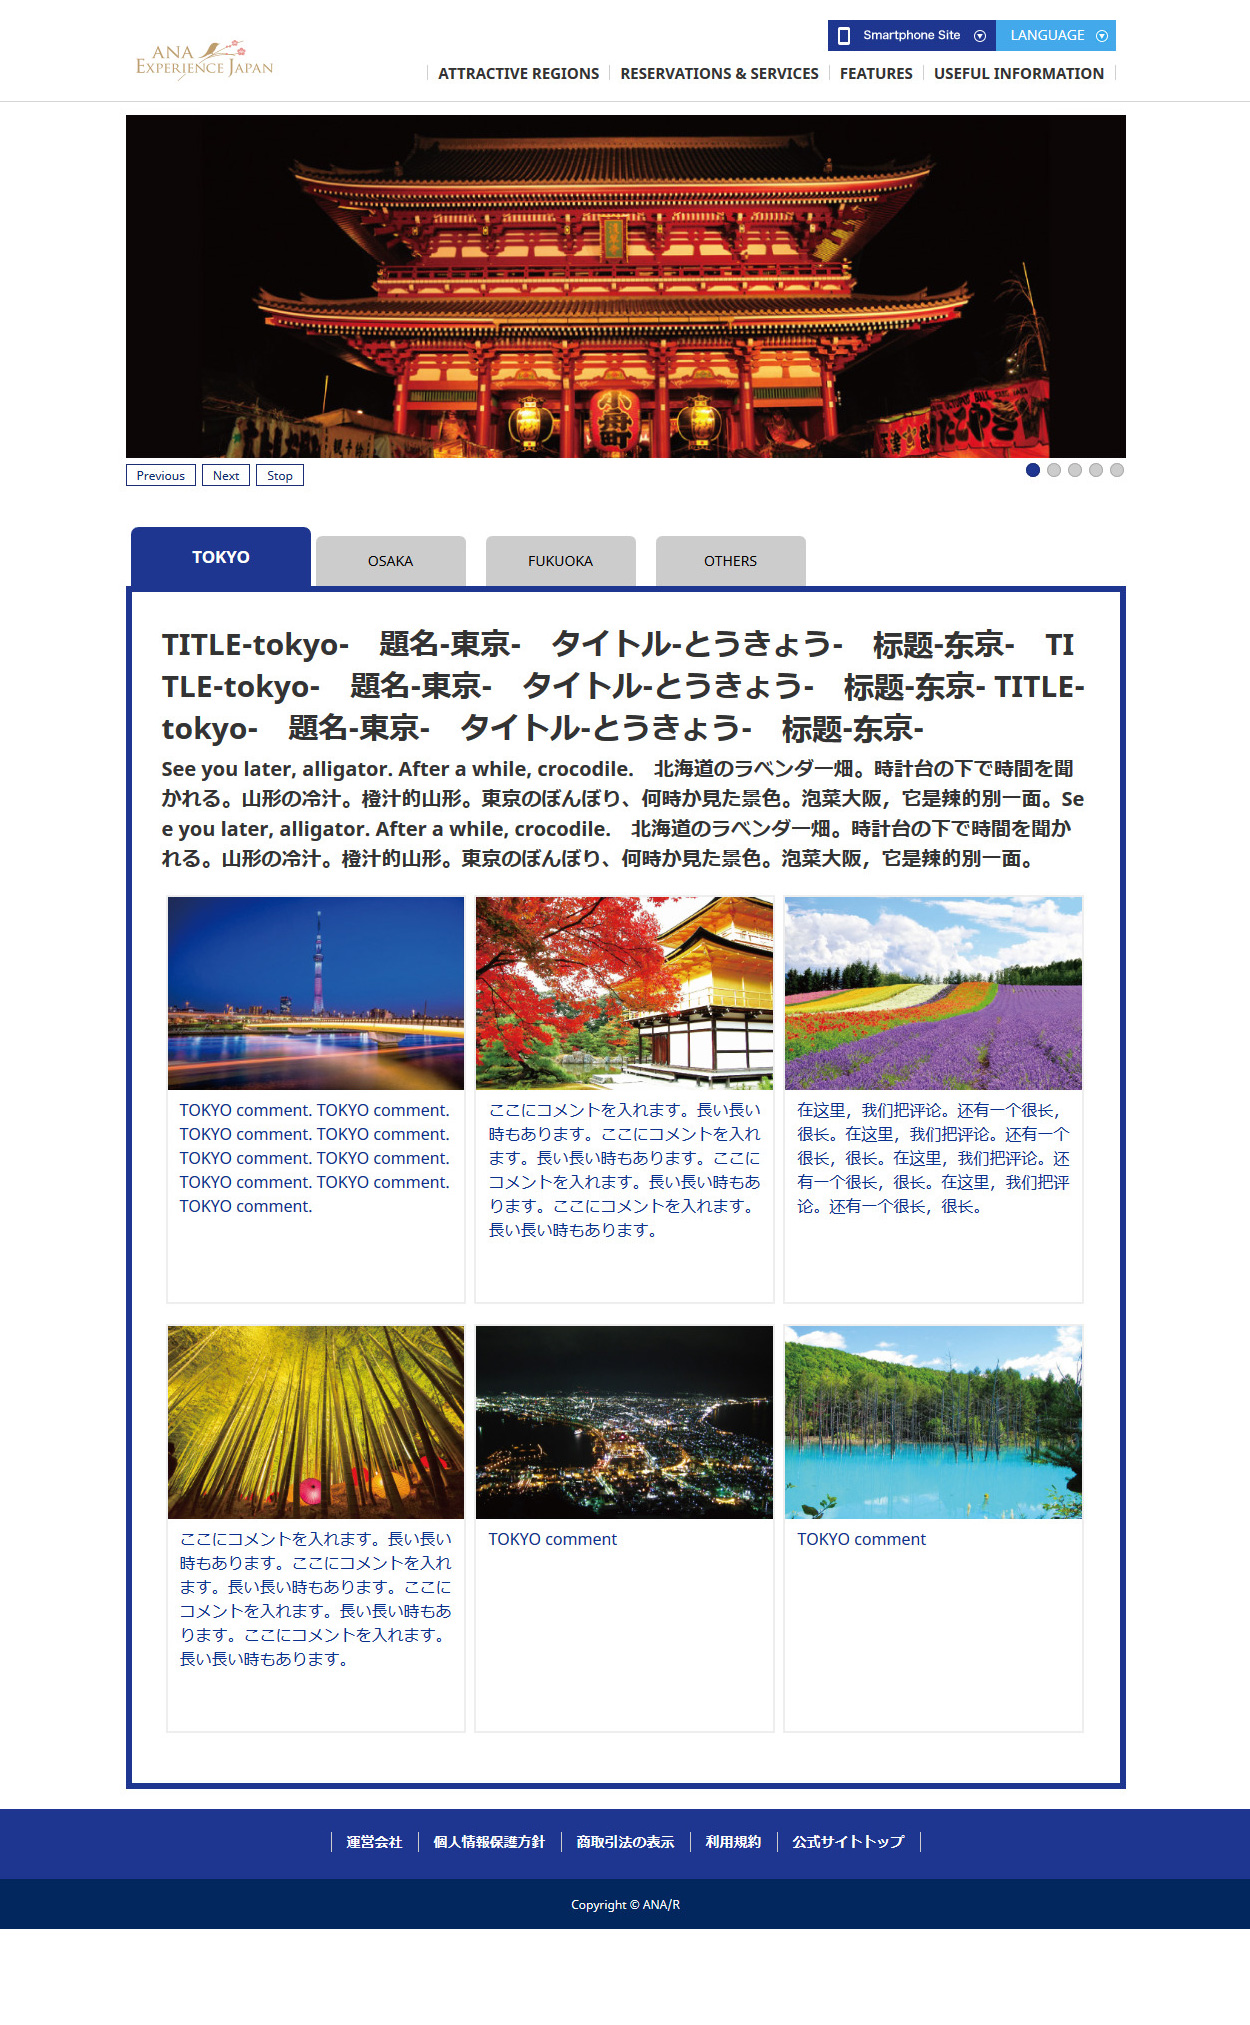 ANA
EXPERIENCE JAPAN
Smartphone Site
LANGUAGE
ATTRACTIVE REGIONS
RESERVATIONS & SERVICES
FEATURES
USEFUL INFORMATION
小舟町
たこやき
Previous
Next
Stop
TOKYO
OSAKA
FUKUOKA
OTHERS
TITLE-tokyo-　題名-東京-　タイトル-とうきょう-　标题-东京-　TI
TLE-tokyo-　題名-東京-　タイトル-とうきょう-　标题-东京- TITLE-
tokyo-　題名-東京-　タイトル-とうきょう-　标题-东京-
See you later, alligator. After a while, crocodile.　北海道のラベンダー畑。時計台の下で時間を聞
かれる。山形の冷汁。橙汁的山形。東京のぼんぼり、何時か見た景色。泡菜大阪，它是辣的別一面。Se
e you later, alligator. After a while, crocodile.　北海道のラベンダー畑。時計台の下で時間を聞か
れる。山形の冷汁。橙汁的山形。東京のぼんぼり、何時か見た景色。泡菜大阪，它是辣的別一面。
TOKYO comment. TOKYO comment.
TOKYO comment. TOKYO comment.
TOKYO comment. TOKYO comment.
TOKYO comment. TOKYO comment.
TOKYO comment.
ここにコメントを入れます。長い長い
時もあります。ここにコメントを入れ
ます。長い長い時もあります。ここに
コメントを入れます。長い長い時もあ
ります。ここにコメントを入れます。
長い長い時もあります。
在这里，我们把评论。还有一个很长，
很长。在这里，我们把评论。还有一个
很长，很长。在这里，我们把评论。还
有一个很长，很长。在这里，我们把评
论。还有一个很长，很长。
ここにコメントを入れます。長い長い
時もあります。ここにコメントを入れ
ます。長い長い時もあります。ここに
コメントを入れます。長い長い時もあ
ります。ここにコメントを入れます。
長い長い時もあります。
TOKYO comment
TOKYO comment
運営会社
個人情報保護方針
商取引法の表示
利用規約
公式サイトトップ
Copyright © ANA/R